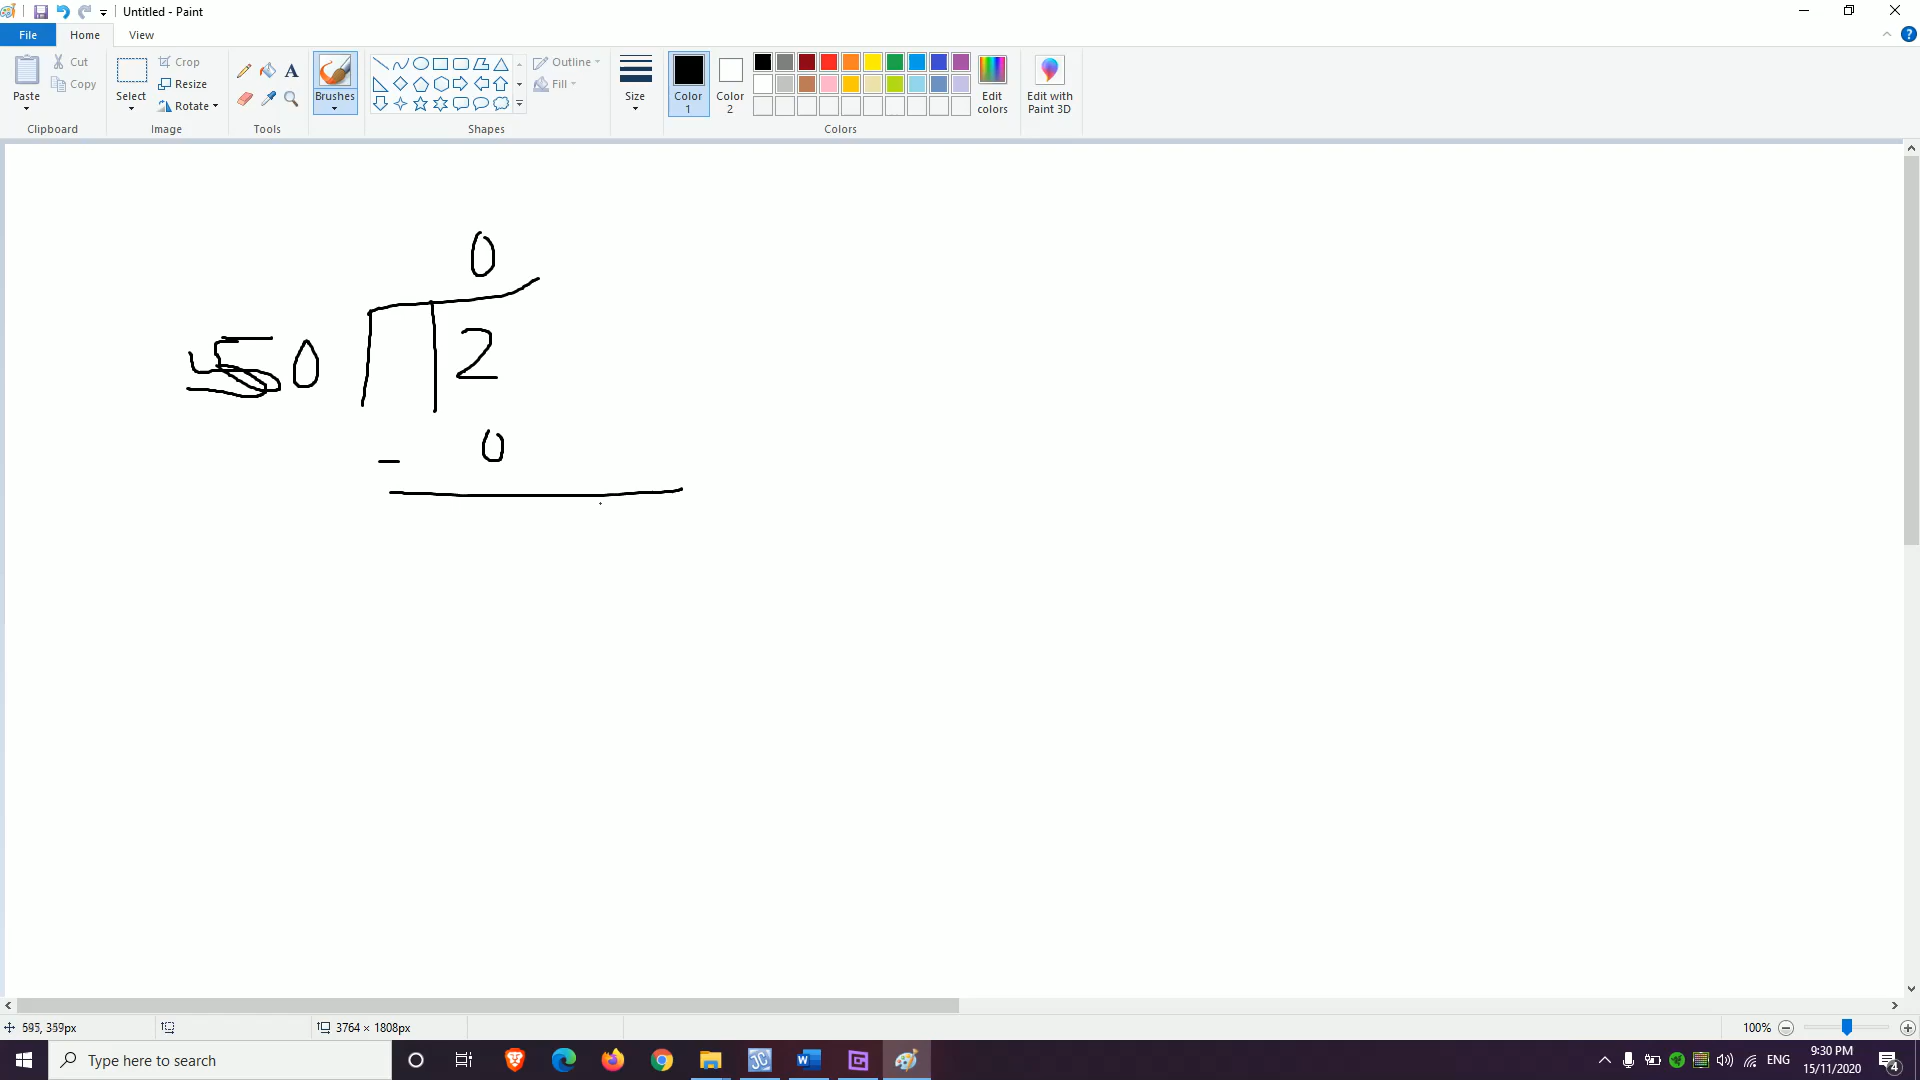 Untitled - Paint
File
Home
View
Paste
Cut
Copy
Clipboard
Select
Crop
Resize
Rotate
Image
A
Tools
Brushes
Outline
Fill
Shapes
Size
Color 1
Color 2
Edit colors
Edit with Paint 3D
Colors
0
50 2
- 0
595, 359px
3764 × 1808px
100%
Type here to search
ENG
9:30 PM
15/11/2020
4